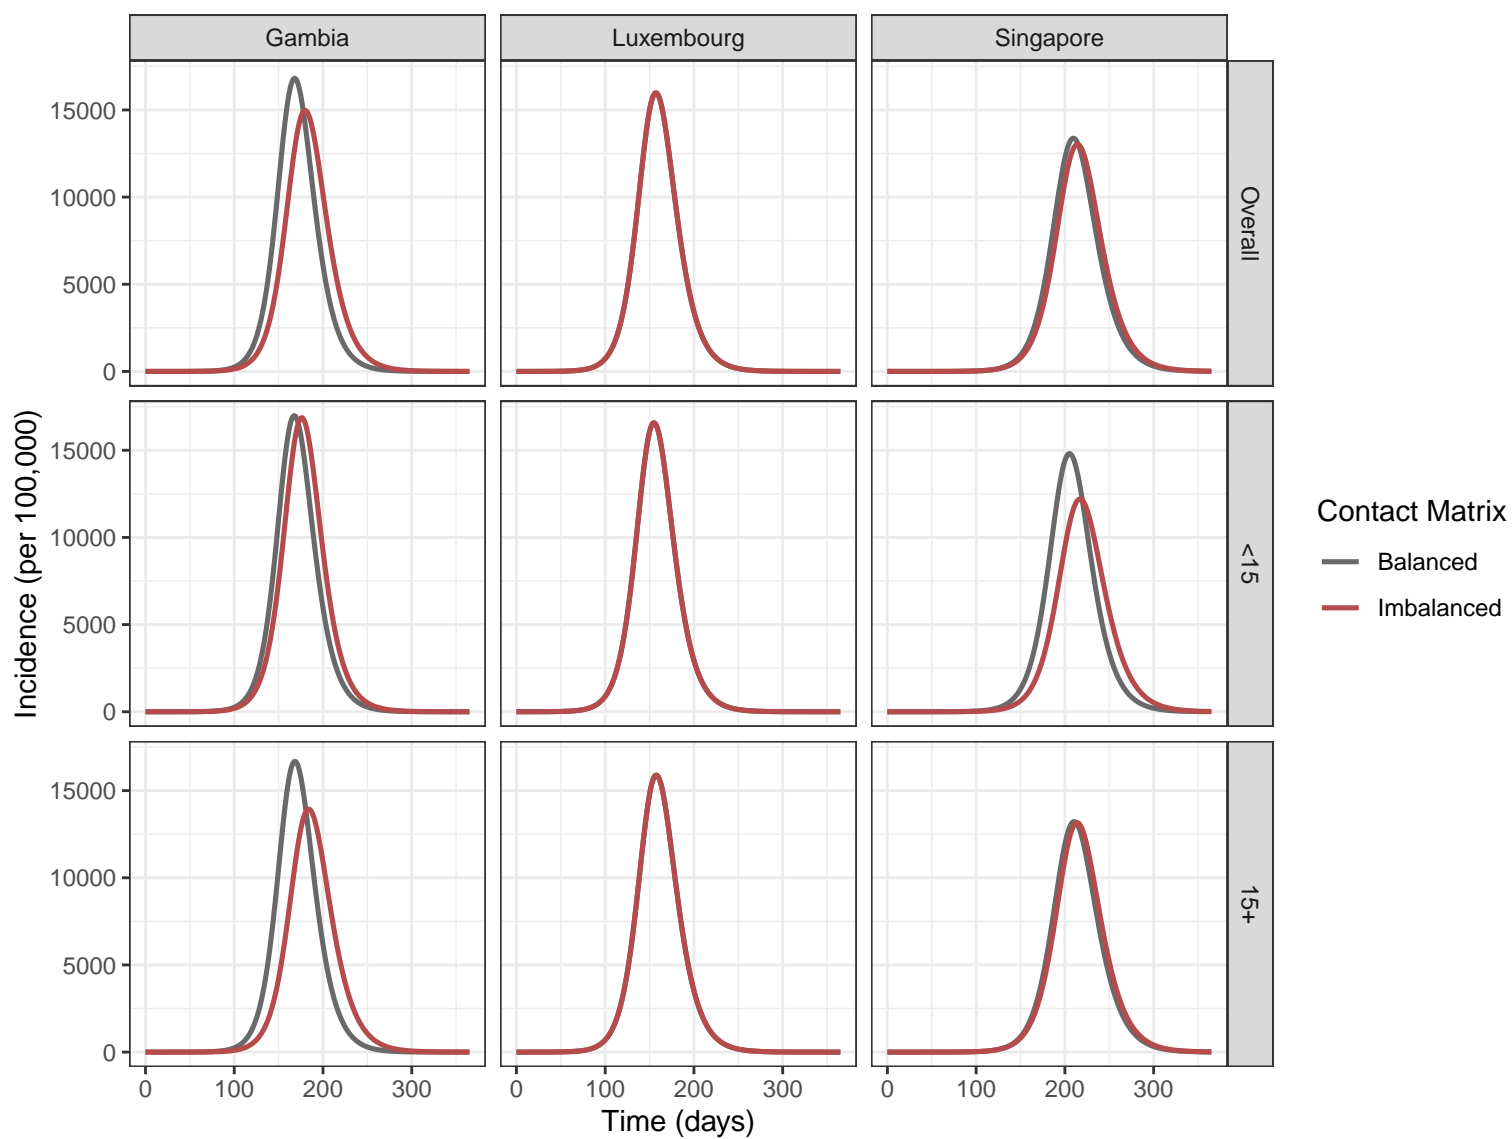 Gambia
Luxembourg
Singapore
15000
10000
5000
0
Overall
15000
10000
5000
0
<15
15000
10000
5000
0
15+
0 100 200 300
0 100 200 300
0 100 200 300
Time (days)
Incidence (per 100,000)
Contact Matrix
Balanced
Imbalanced